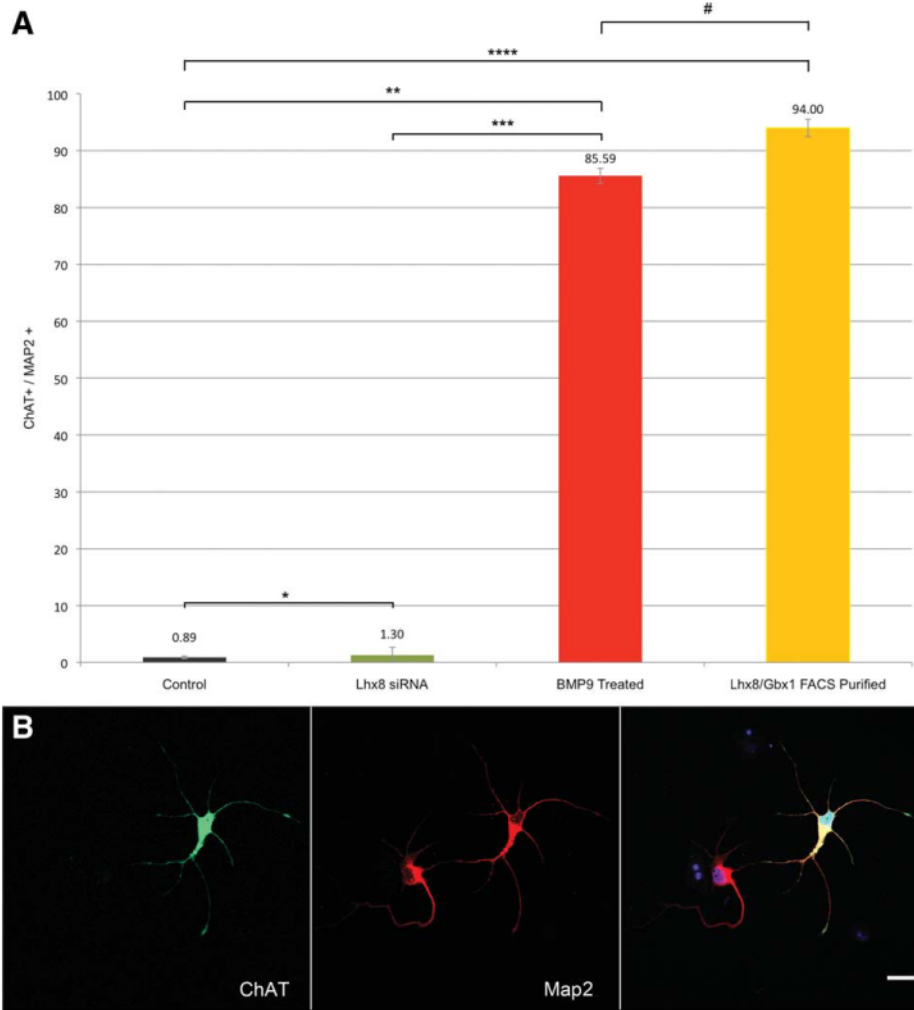 A
#
****
**
***
100
90
80
70
60
50
40
30
20
10
0
ChAT+ / MAP2 +
85.59
94.00
*
0.89
1.30
Control
Lhx8 siRNA
BMP9 Treated
Lhx8/Gbx1 FACS Purified
B
ChAT
Map2